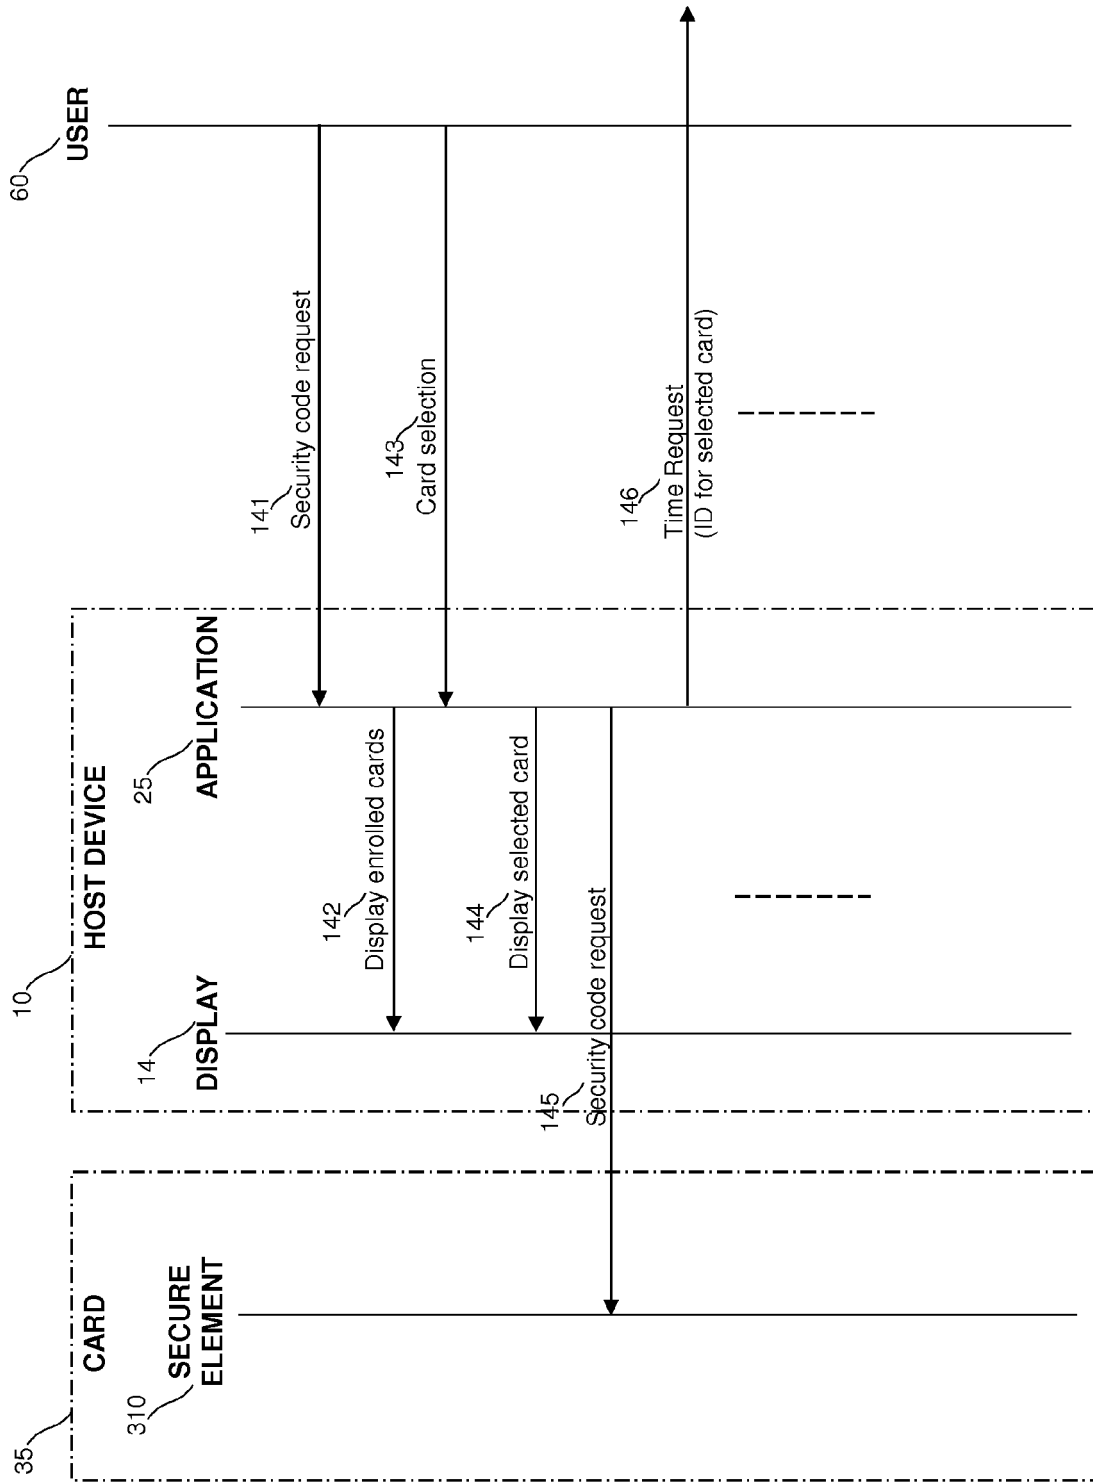 35
CARD
310
SECURE
ELEMENT
10
HOST DEVICE
14
DISPLAY
25
APPLICATION
60
USER
141
Security code request
142
Display enrolled cards
143
Card selection
144
Display selected card
145
Security code request
146
Time Request
(ID for selected card)